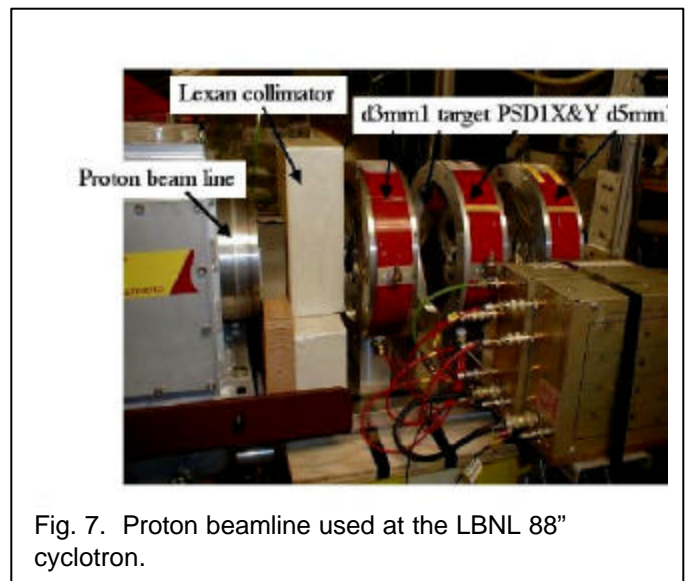 Lexan collimator
d3mm1 target PSD1X&Y d5mm1
Proton beam line
Fig. 7. Proton beamline used at the LBNL 88”
cyclotron.